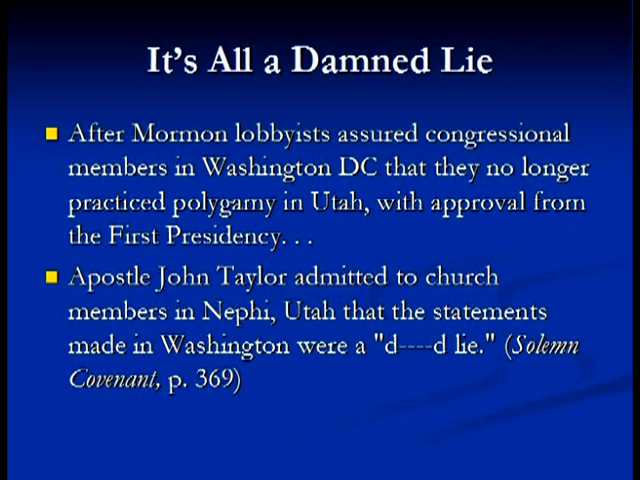 It's All a Damned Lie
After Mormon lobbyists assured congressional
members in Washington DC that they no longer
practiced polygamy in Utah, with approval from
the First Presidency. . .
Apostle John Taylor admitted to church
members in Nephi, Utah that the statements
made in Washington were a "d----d lie." (Solemn
Covenant, p. 369)